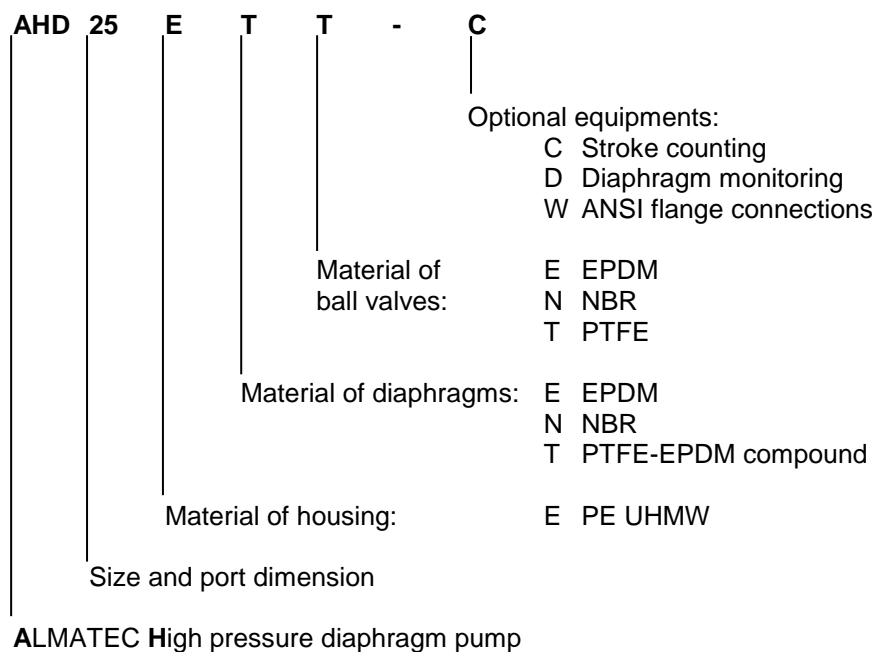 AHD 25 E T T - C
Optional equipments:
C Stroke counting
D Diaphragm monitoring
W ANSI flange connections
Material of E EPDM
ball valves: N NBR
T PTFE
Material of diaphragms: E EPDM
N NBR
T PTFE-EPDM compound
Material of housing: E PE UHMW
Size and port dimension
ALMATEC High pressure diaphragm pump